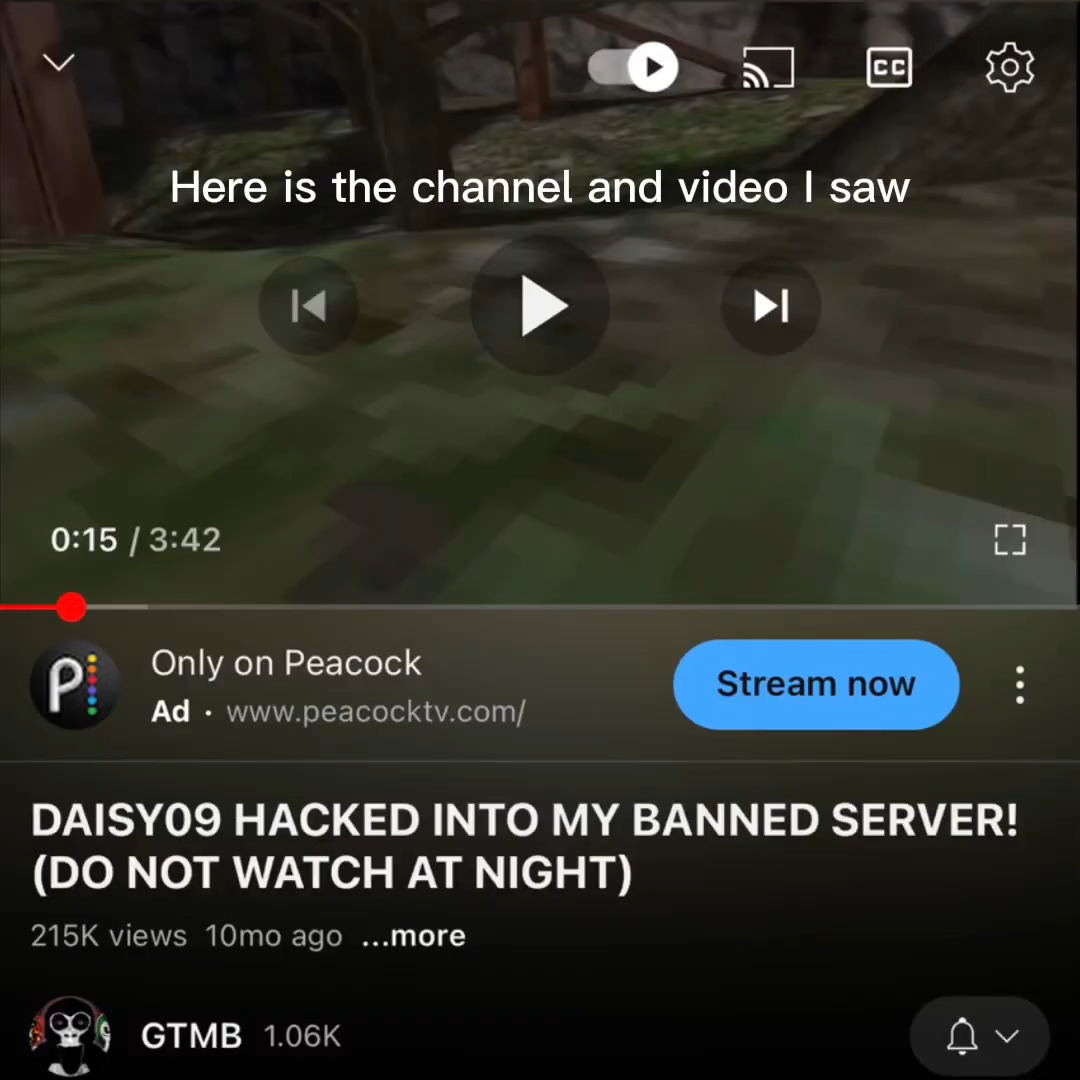 CC
Here is the channel and video I saw
0:15 / 3:42
Only on Peacock
Stream now
Ad · www.peacocktv.com/
DAISY09 HACKED INTO MY BANNED SERVER!
(DO NOT WATCH AT NIGHT)
215K views 10mo ago ...more
GTMB 1.06K